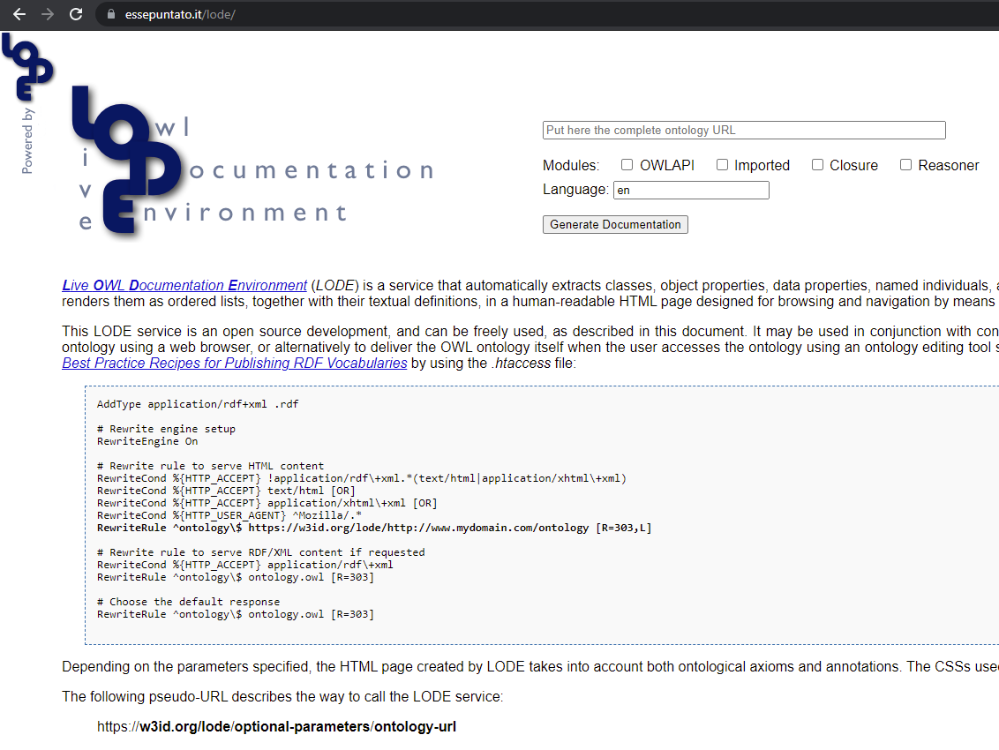 essepuntato.it/lode/
LODE
Powered by
Live Owl Documentation Environment
Put here the complete ontology URL
Modules: OWLAPI Imported Closure Reasoner
Language: en
Generate Documentation
Live OWL Documentation Environment (LODE) is a service that automatically extracts classes, object properties, data properties, named individuals,
renders them as ordered lists, together with their textual definitions, in a human-readable HTML page designed for browsing and navigation by means
This LODE service is an open source development, and can be freely used, as described in this document. It may be used in conjunction with con
ontology using a web browser, or alternatively to deliver the OWL ontology itself when the user accesses the ontology using an ontology editing tool s
Best Practice Recipes for Publishing RDF Vocabularies by using the .htaccess file:
AddType application/rdf+xml .rdf
# Rewrite engine setup
RewriteEngine On
# Rewrite rule to serve HTML content
RewriteCond %{HTTP_ACCEPT} !application/rdf\+xml.*(text/html|application/xhtml\+xml)
RewriteCond %{HTTP_ACCEPT} text/html [OR]
RewriteCond %{HTTP_ACCEPT} application/xhtml\+xml [OR]
RewriteCond %{HTTP_USER_AGENT} ^Mozilla/.*
RewriteRule ^ontology\$ https://w3id.org/lode/http://www.mydomain.com/ontology [R=303,L]
# Rewrite rule to serve RDF/XML content if requested
RewriteCond %{HTTP_ACCEPT} application/rdf\+xml
RewriteRule ^ontology\$ ontology.owl [R=303]
# Choose the default response
RewriteRule ^ontology\$ ontology.owl [R=303]
Depending on the parameters specified, the HTML page created by LODE takes into account both ontological axioms and annotations. The CSSs use
The following pseudo-URL describes the way to call the LODE service:
https://w3id.org/lode/optional-parameters/ontology-url